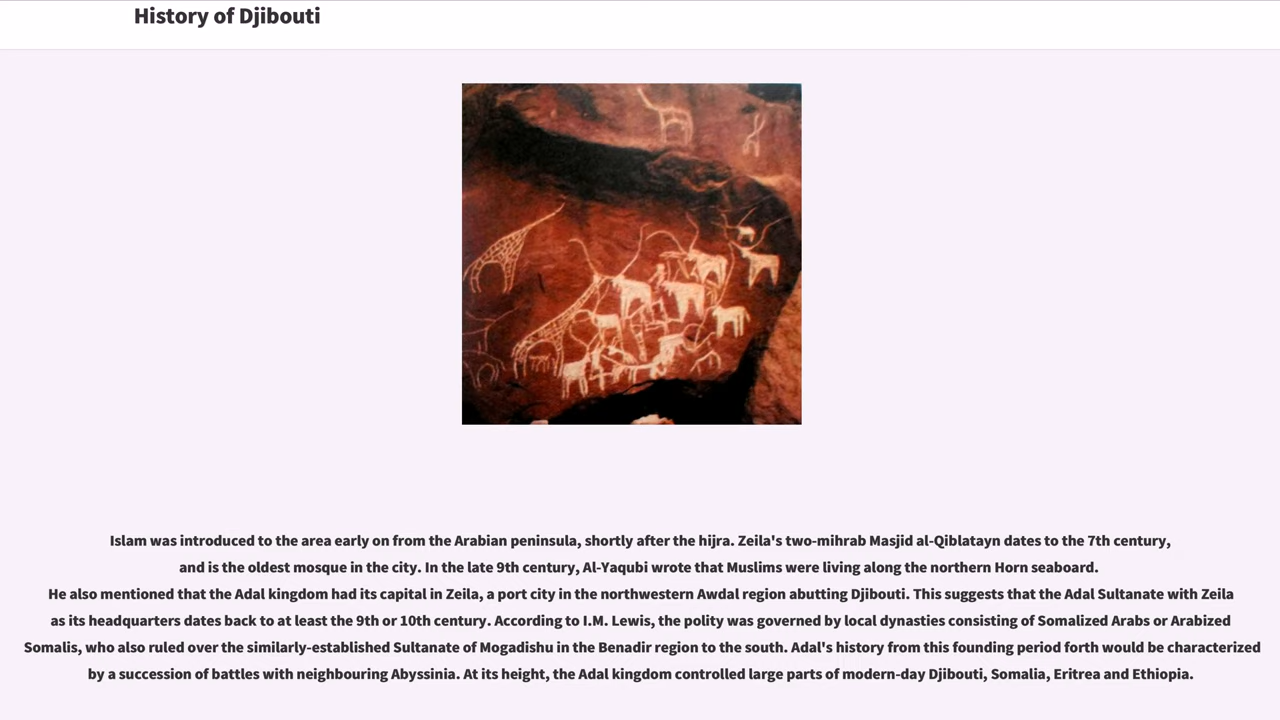 History of Djibouti
Islam was introduced to the area early on from the Arabian peninsula, shortly after the hijra. Zeila's two-mihrab Masjid al-Qiblatayn dates to the 7th century,
and is the oldest mosque in the city. In the late 9th century, Al-Yaqubi wrote that Muslims were living along the northern Horn seaboard.
He also mentioned that the Adal kingdom had its capital in Zeila, a port city in the northwestern Awdal region abutting Djibouti. This suggests that the Adal Sultanate with Zeila
as its headquarters dates back to at least the 9th or 10th century. According to I.M. Lewis, the polity was governed by local dynasties consisting of Somalized Arabs or Arabized
Somalis, who also ruled over the similarly-established Sultanate of Mogadishu in the Benadir region to the south. Adal's history from this founding period forth would be characterized
by a succession of battles with neighbouring Abyssinia. At its height, the Adal kingdom controlled large parts of modern-day Djibouti, Somalia, Eritrea and Ethiopia.